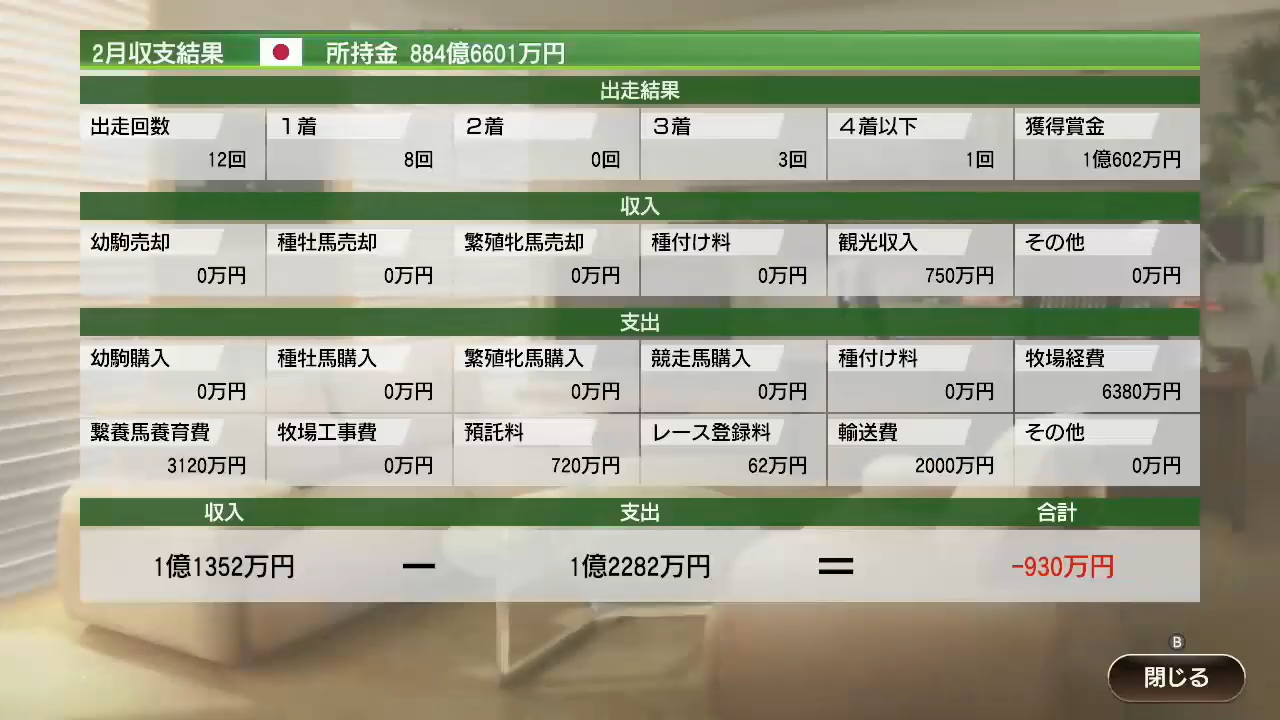 2月収支結果 所持金 884億6601万円
出走結果
出走回数 1着 2着 3着 4着以下 獲得賞金
12回 8回 0回 3回 1回 1億602万円
収入
幼駒売却 種牡馬売却 繁殖牝馬売却 種付け料 観光収入 その他
0万円 0万円 0万円 0万円 750万円 0万円
支出
幼駒購入 種牡馬購入 繁殖牝馬購入 競走馬購入 種付け料 牧場経費
0万円 0万円 0万円 0万円 0万円 6380万円
繋養馬養育費 牧場工事費 預託料 レース登録料 輸送費 その他
3120万円 0万円 720万円 62万円 2000万円 0万円
収入 支出 合計
1億1352万円 － 1億2282万円 ＝ -930万円
B
閉じる